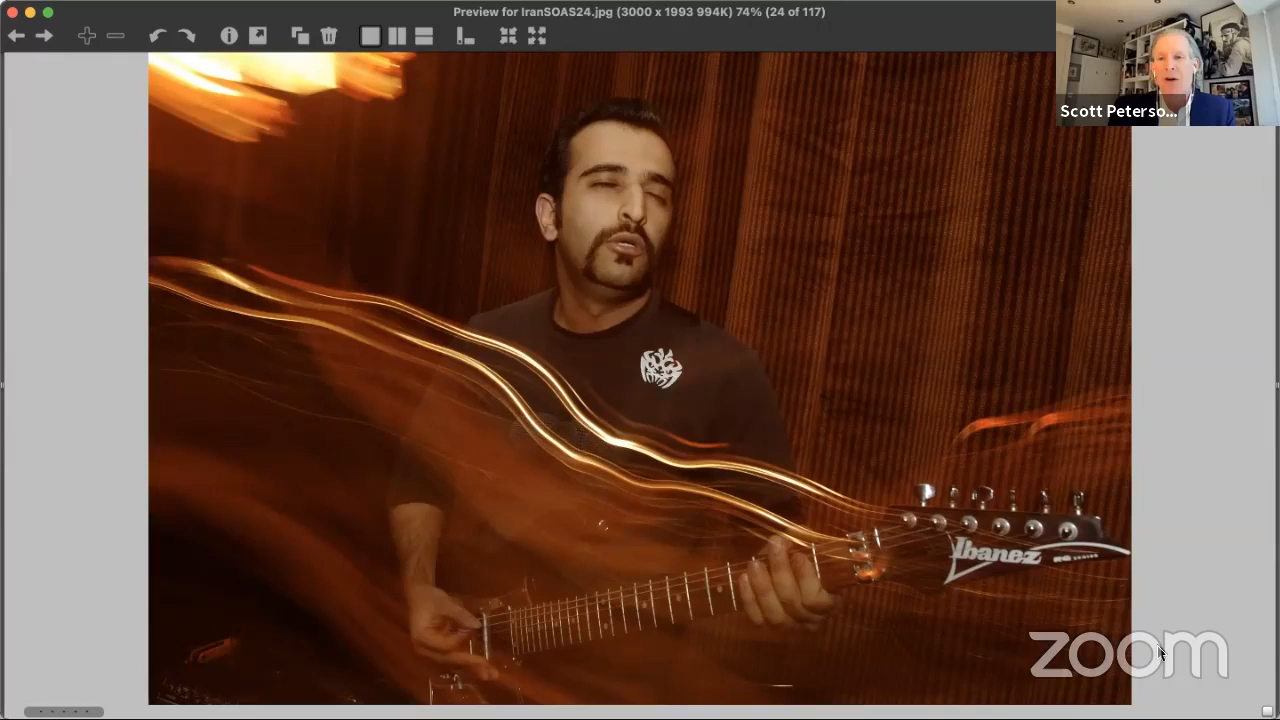 Preview for IranSOAS24.jpg (3000 x 1993 994K) 74% (24 of 117)
Scott Peterso...
Ibanez
zoom